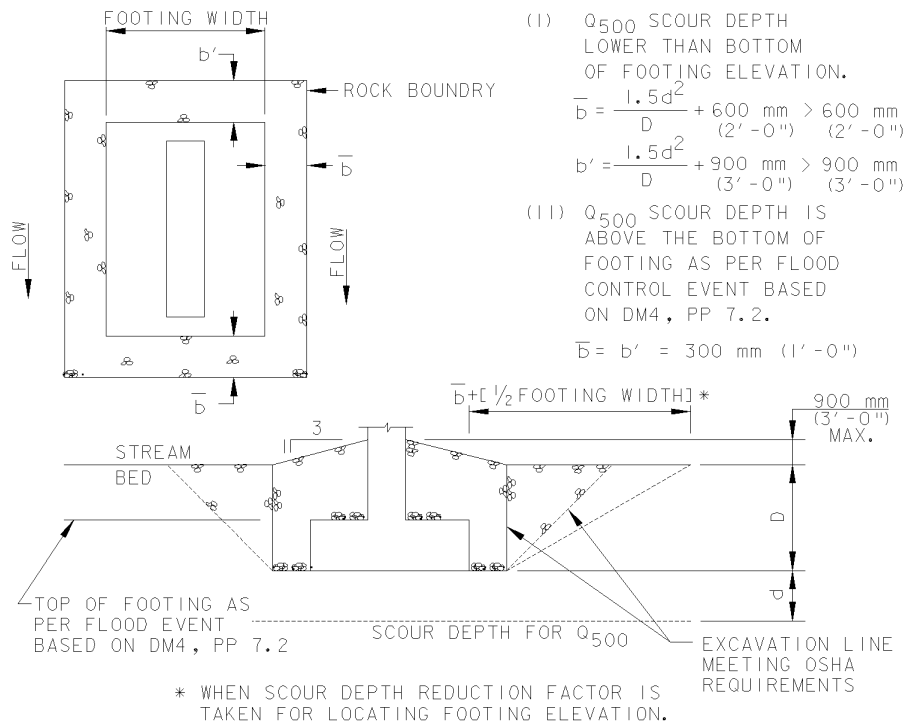 FOOTING WIDTH
b'
ROCK BOUNDRY
b̅
FLOW
FLOW
b̅
(I) Q500 SCOUR DEPTH
LOWER THAN BOTTOM
OF FOOTING ELEVATION.
b̅ = 1.5d²/D + 600 mm > 600 mm
(2'-0") (2'-0")
b' = 1.5d²/D + 900 mm > 900 mm
(3'-0") (3'-0")
(II) Q500 SCOUR DEPTH IS
ABOVE THE BOTTOM OF
FOOTING AS PER FLOOD
CONTROL EVENT BASED
ON DM4, PP 7.2.
b̅ = b' = 300 mm (1'-0")
b̅+[½ FOOTING WIDTH] *
900 mm
(3'-0")
MAX.
3
STREAM
BED
D
d
TOP OF FOOTING AS
PER FLOOD EVENT
BASED ON DM4, PP 7.2
SCOUR DEPTH FOR Q500
EXCAVATION LINE
MEETING OSHA
REQUIREMENTS
* WHEN SCOUR DEPTH REDUCTION FACTOR IS
TAKEN FOR LOCATING FOOTING ELEVATION.